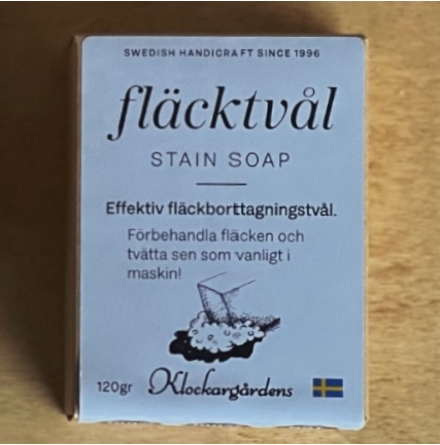 SWEDISH HANDICRAFT SINCE 1996
fläcktvål
STAIN SOAP
Effektiv fläckborttagningstvål.
Förbehandla fläcken och
tvätta sen som vanligt i
maskin!
120gr Klockargårdens